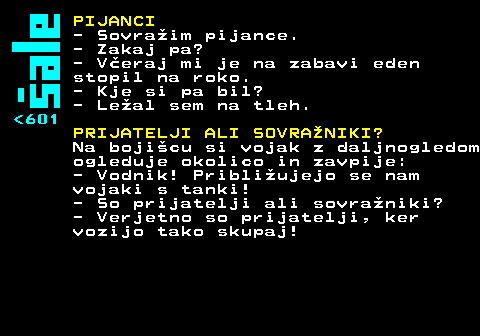 Šale
<601
PIJANCI
- Sovražim pijance.
- Zakaj pa?
- Včeraj mi je na zabavi eden
stopil na roko.
- Kje si pa bil?
- Ležal sem na tleh.
PRIJATELJI ALI SOVRAŽNIKI?
Na bojišcu si vojak z daljnogledom
ogleduje okolico in zavpije:
- Vodnik! Približujejo se nam
vojaki s tanki!
- So prijatelji ali sovražniki?
- Verjetno so prijatelji, ker
vozijo tako skupaj!